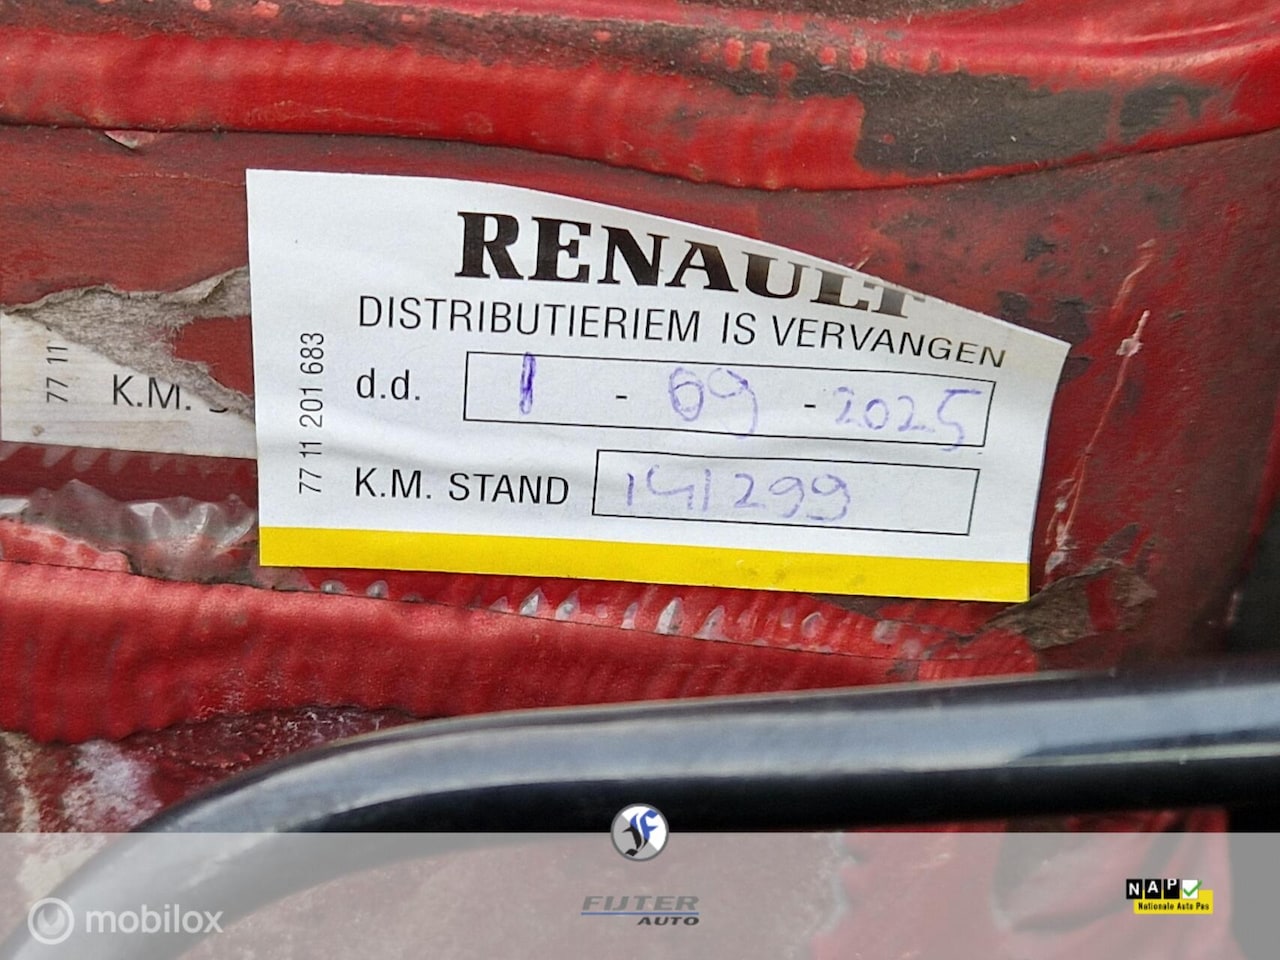 RENAULT
DISTRIBUTIERIEM IS VERVANGEN
d.d. 1 - 09 - 2025
K.M. STAND 141299
77 11 201 683
77 11
K.M.
mobilox
FIJTER
AUTO
NAP
Nationale Auto Pas